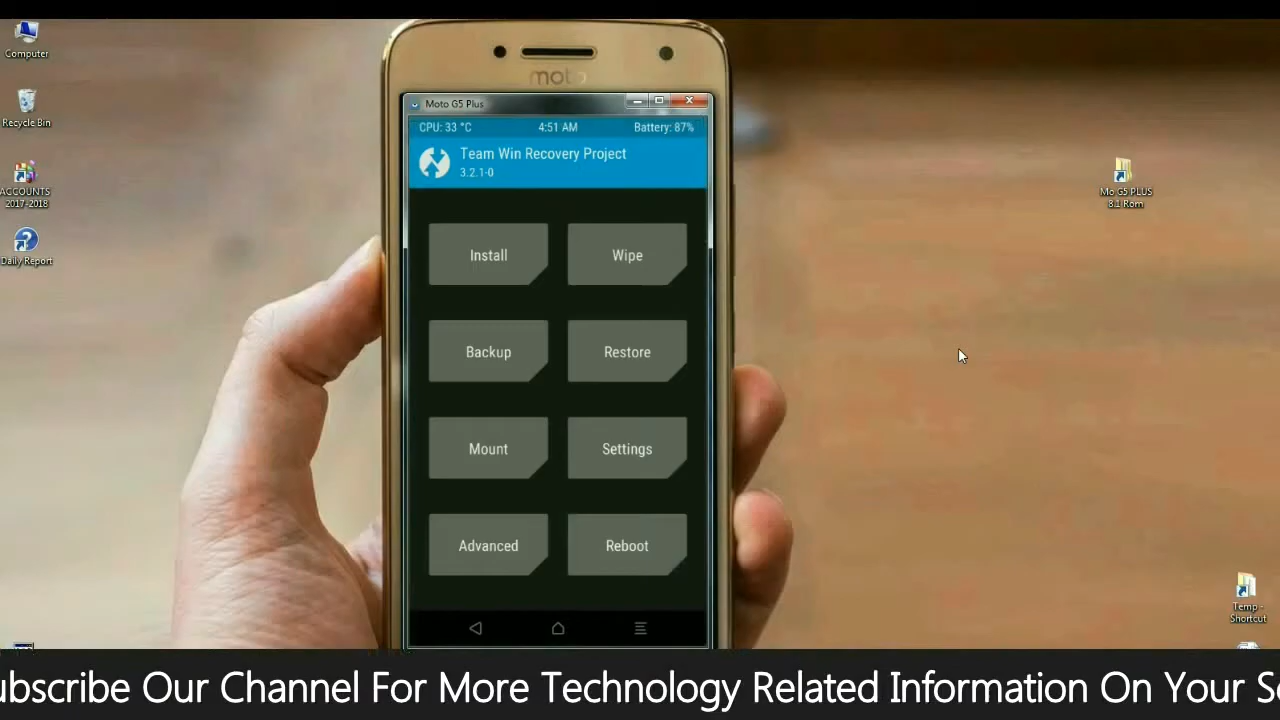 Computer
Recycle Bin
ACCOUNTS
2017-2018
Daily Report
moto
Moto G5 Plus
CPU: 33 °C
4:51 AM
Battery: 87%
Team Win Recovery Project
3.2.1-0
Install
Wipe
Backup
Restore
Mount
Settings
Advanced
Reboot
Mo G5 PLUS
8.1 Rom
Temp -
Shortcut
ubscribe Our Channel For More Technology Related Information On Your S